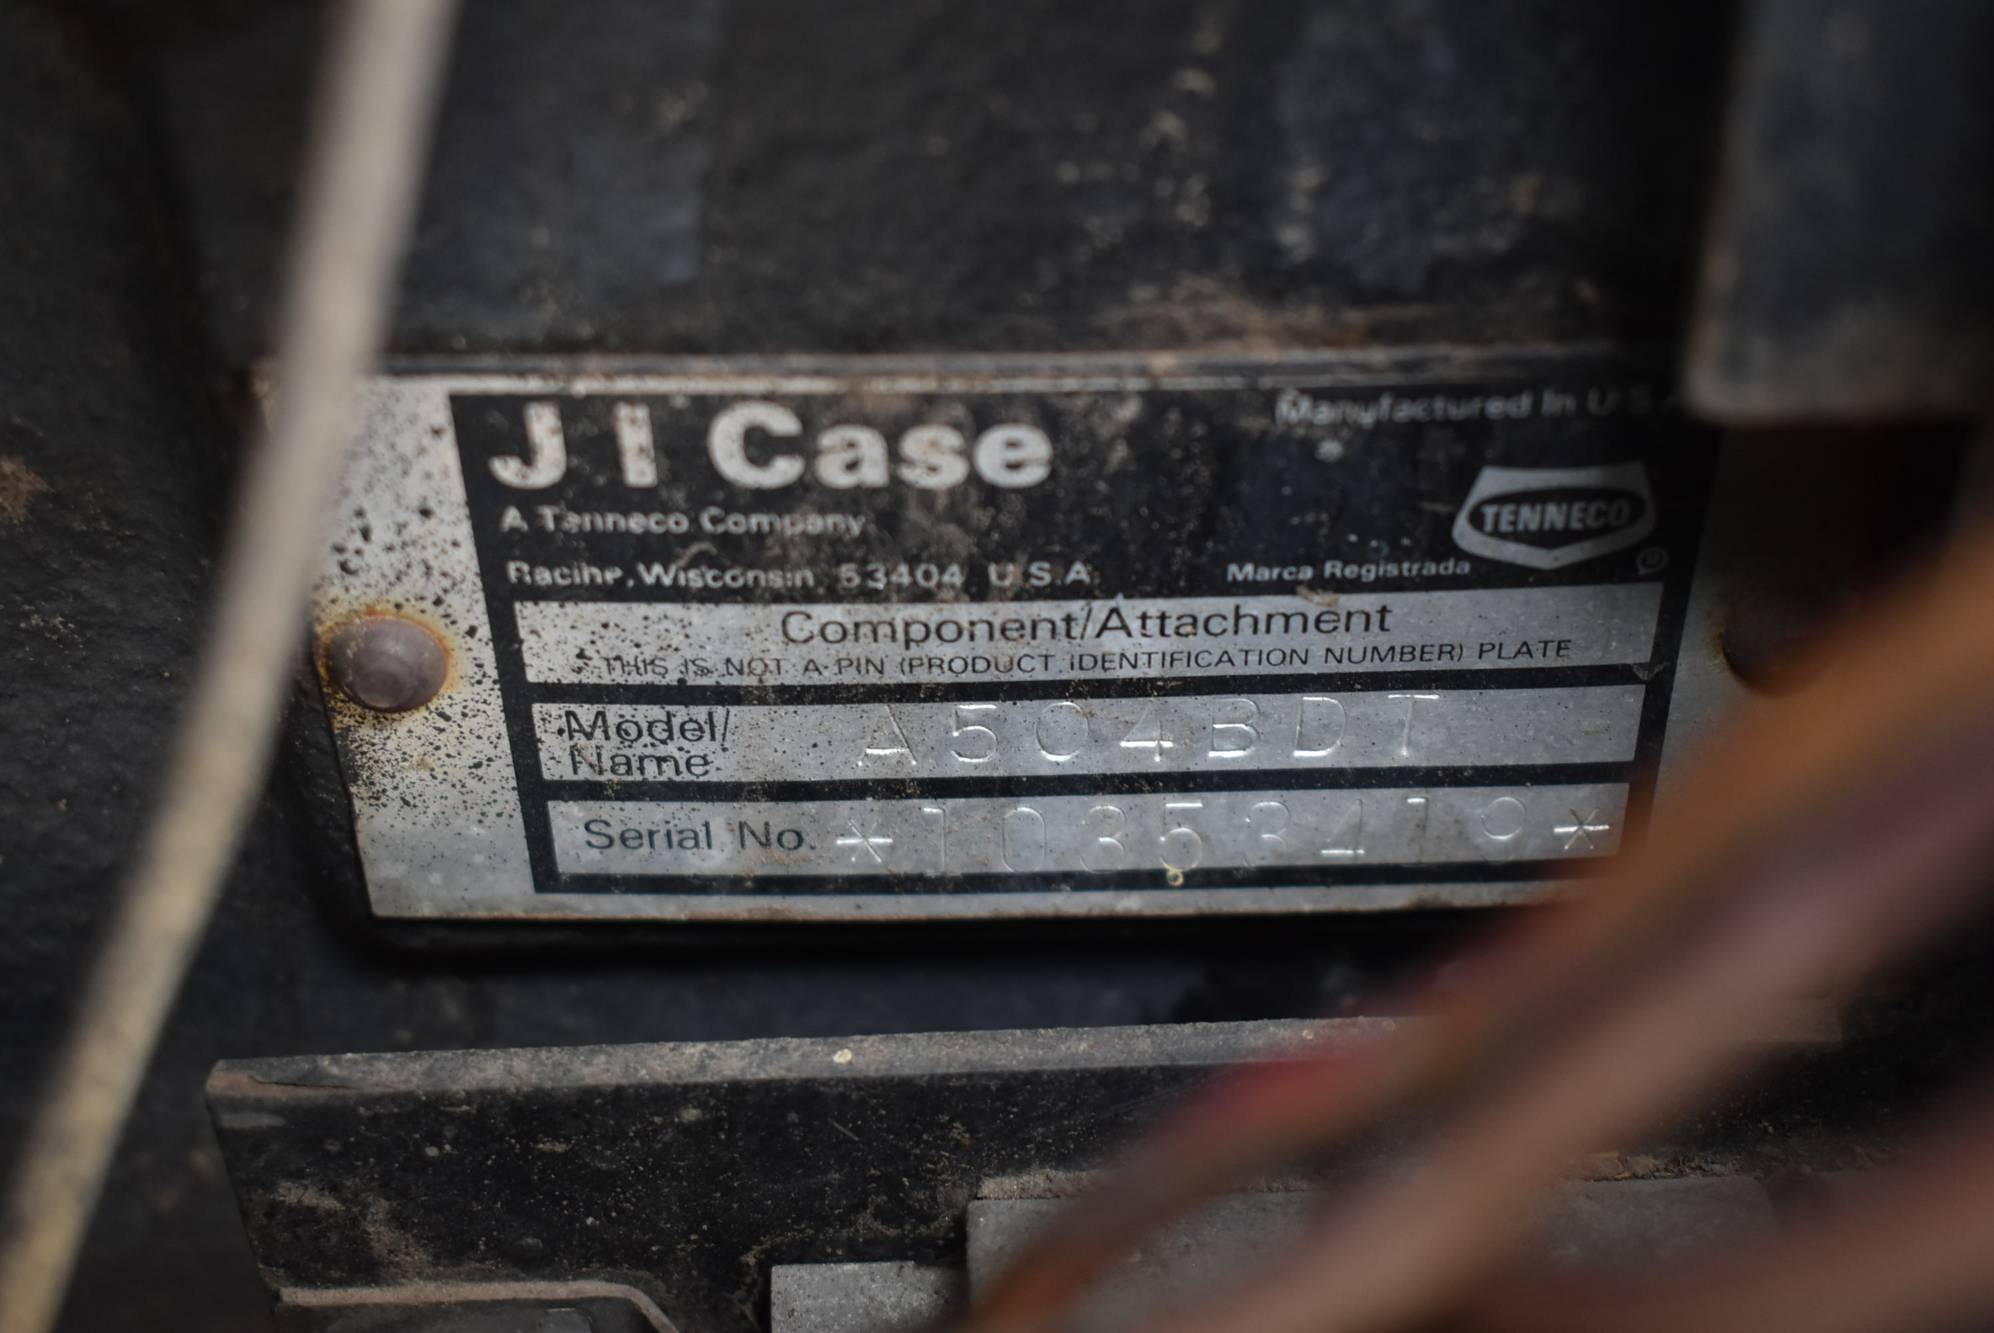 J I Case
Manufactured In U.S.A.
A Tenneco Company
TENNECO
Racine, Wisconsin 53404 U.S.A.
Marca Registrada
®
Component/Attachment
THIS IS NOT A PIN (PRODUCT IDENTIFICATION NUMBER) PLATE
Model/
Name
A504BDT
Serial No. *10353419*